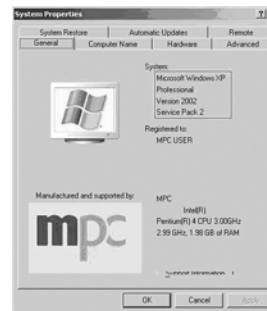 System Properties
System Restore
Automatic Updates
Remote
General
Computer Name
Hardware
Advanced
System:
Microsoft Windows XP
Professional
Version 2002
Service Pack 2
Registered to:
MPC USER
Manufactured and supported by:
mpc
MPC
Intel(R)
Pentium(R) 4 CPU 3.00GHz
2.99 GHz, 1.98 GB of RAM
Support Information
OK
Cancel
Apply